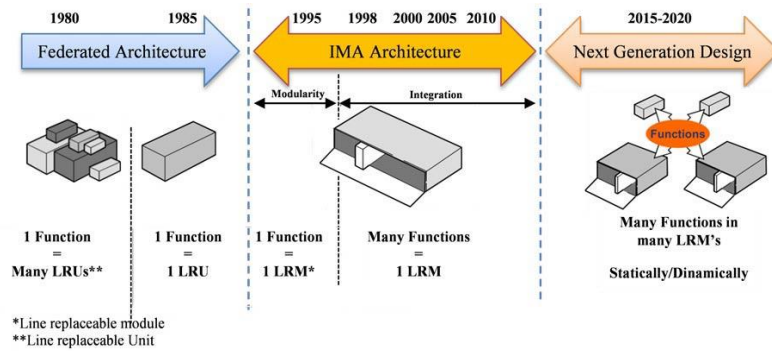 1980 1985 1995 1998 2000 2005 2010 2015-2020
Federated Architecture
IMA Architecture
Next Generation Design
Modularity
Integration
Functions
1 Function
=
Many LRUs**
1 Function
=
1 LRU
1 Function
=
1 LRM*
Many Functions
=
1 LRM
Many Functions in
many LRM's
Statically/Dinamically
*Line replaceable module
**Line replaceable Unit